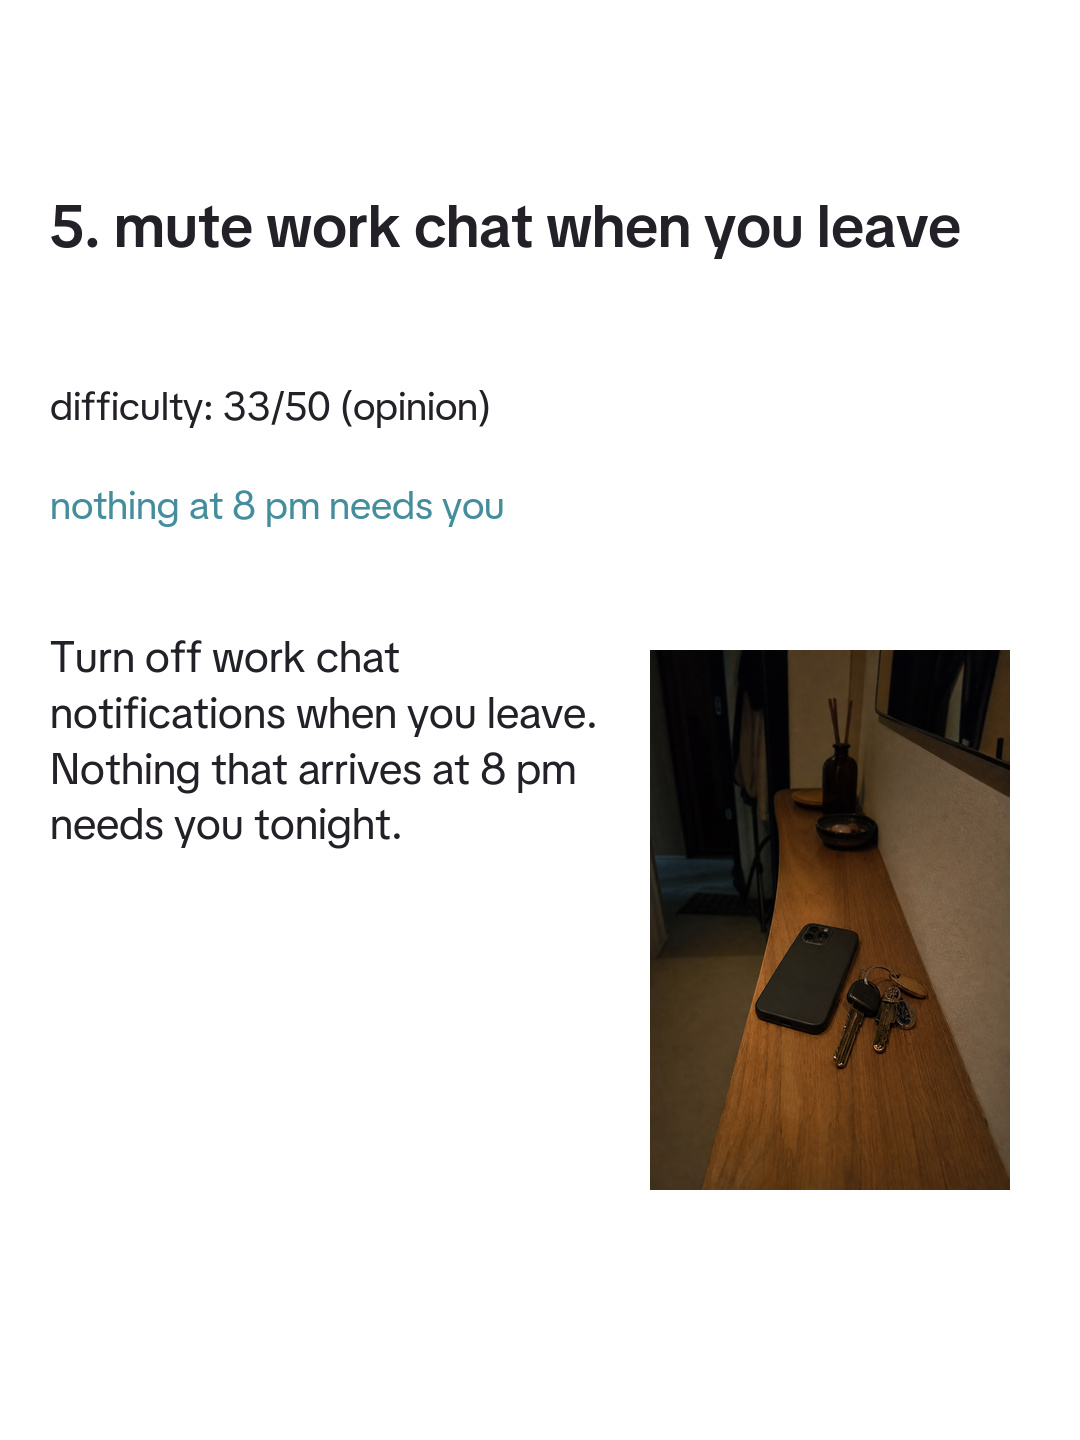 5. mute work chat when you leave
difficulty: 33/50 (opinion)
nothing at 8 pm needs you
Turn off work chat
notifications when you leave.
Nothing that arrives at 8 pm
needs you tonight.